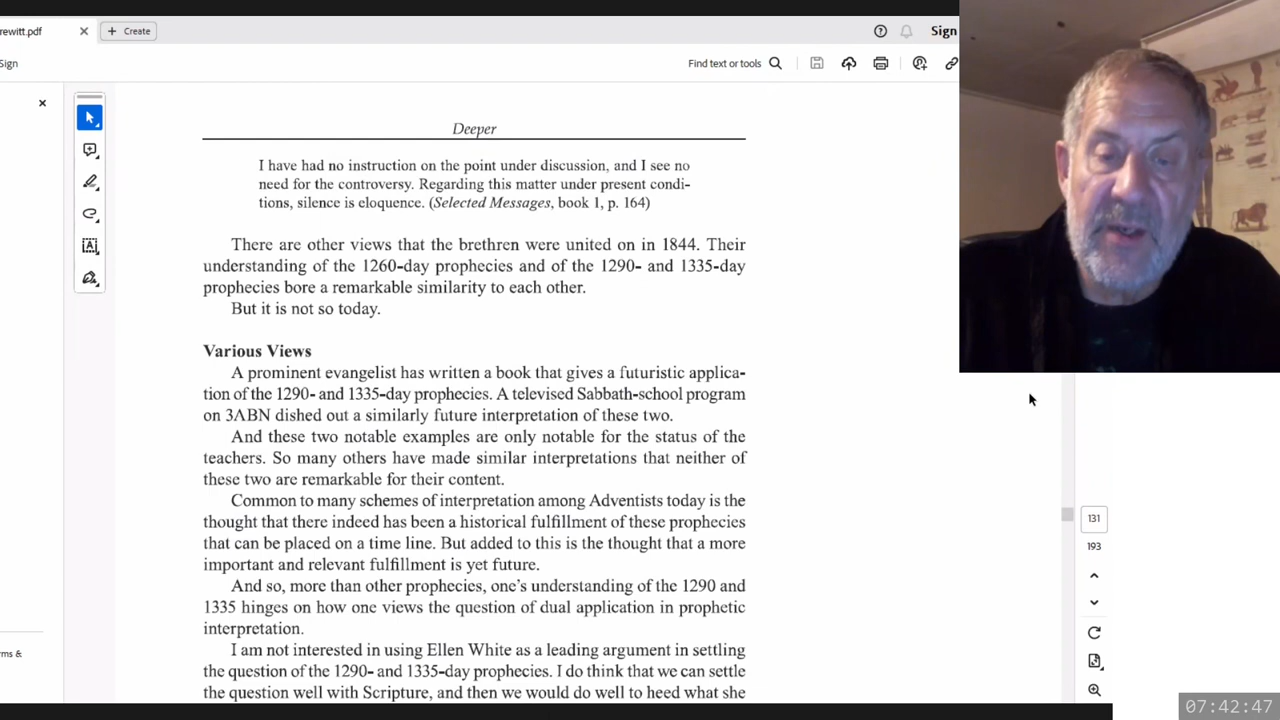 rewitt.pdf
Create
Sign
Sign
Find text or tools
Deeper
I have had no instruction on the point under discussion, and I see no
need for the controversy. Regarding this matter under present condi-
tions, silence is eloquence. (Selected Messages, book 1, p. 164)
There are other views that the brethren were united on in 1844. Their
understanding of the 1260-day prophecies and of the 1290- and 1335-day
prophecies bore a remarkable similarity to each other.
But it is not so today.
Various Views
A prominent evangelist has written a book that gives a futuristic applica-
tion of the 1290- and 1335-day prophecies. A televised Sabbath-school program
on 3ABN dished out a similarly future interpretation of these two.
And these two notable examples are only notable for the status of the
teachers. So many others have made similar interpretations that neither of
these two are remarkable for their content.
Common to many schemes of interpretation among Adventists today is the
thought that there indeed has been a historical fulfillment of these prophecies
that can be placed on a time line. But added to this is the thought that a more
important and relevant fulfillment is yet future.
And so, more than other prophecies, one's understanding of the 1290 and
1335 hinges on how one views the question of dual application in prophetic
interpretation.
I am not interested in using Ellen White as a leading argument in settling
the question of the 1290- and 1335-day prophecies. I do think that we can settle
the question well with Scripture, and then we would do well to heed what she
131
193
rms &
07:42:47